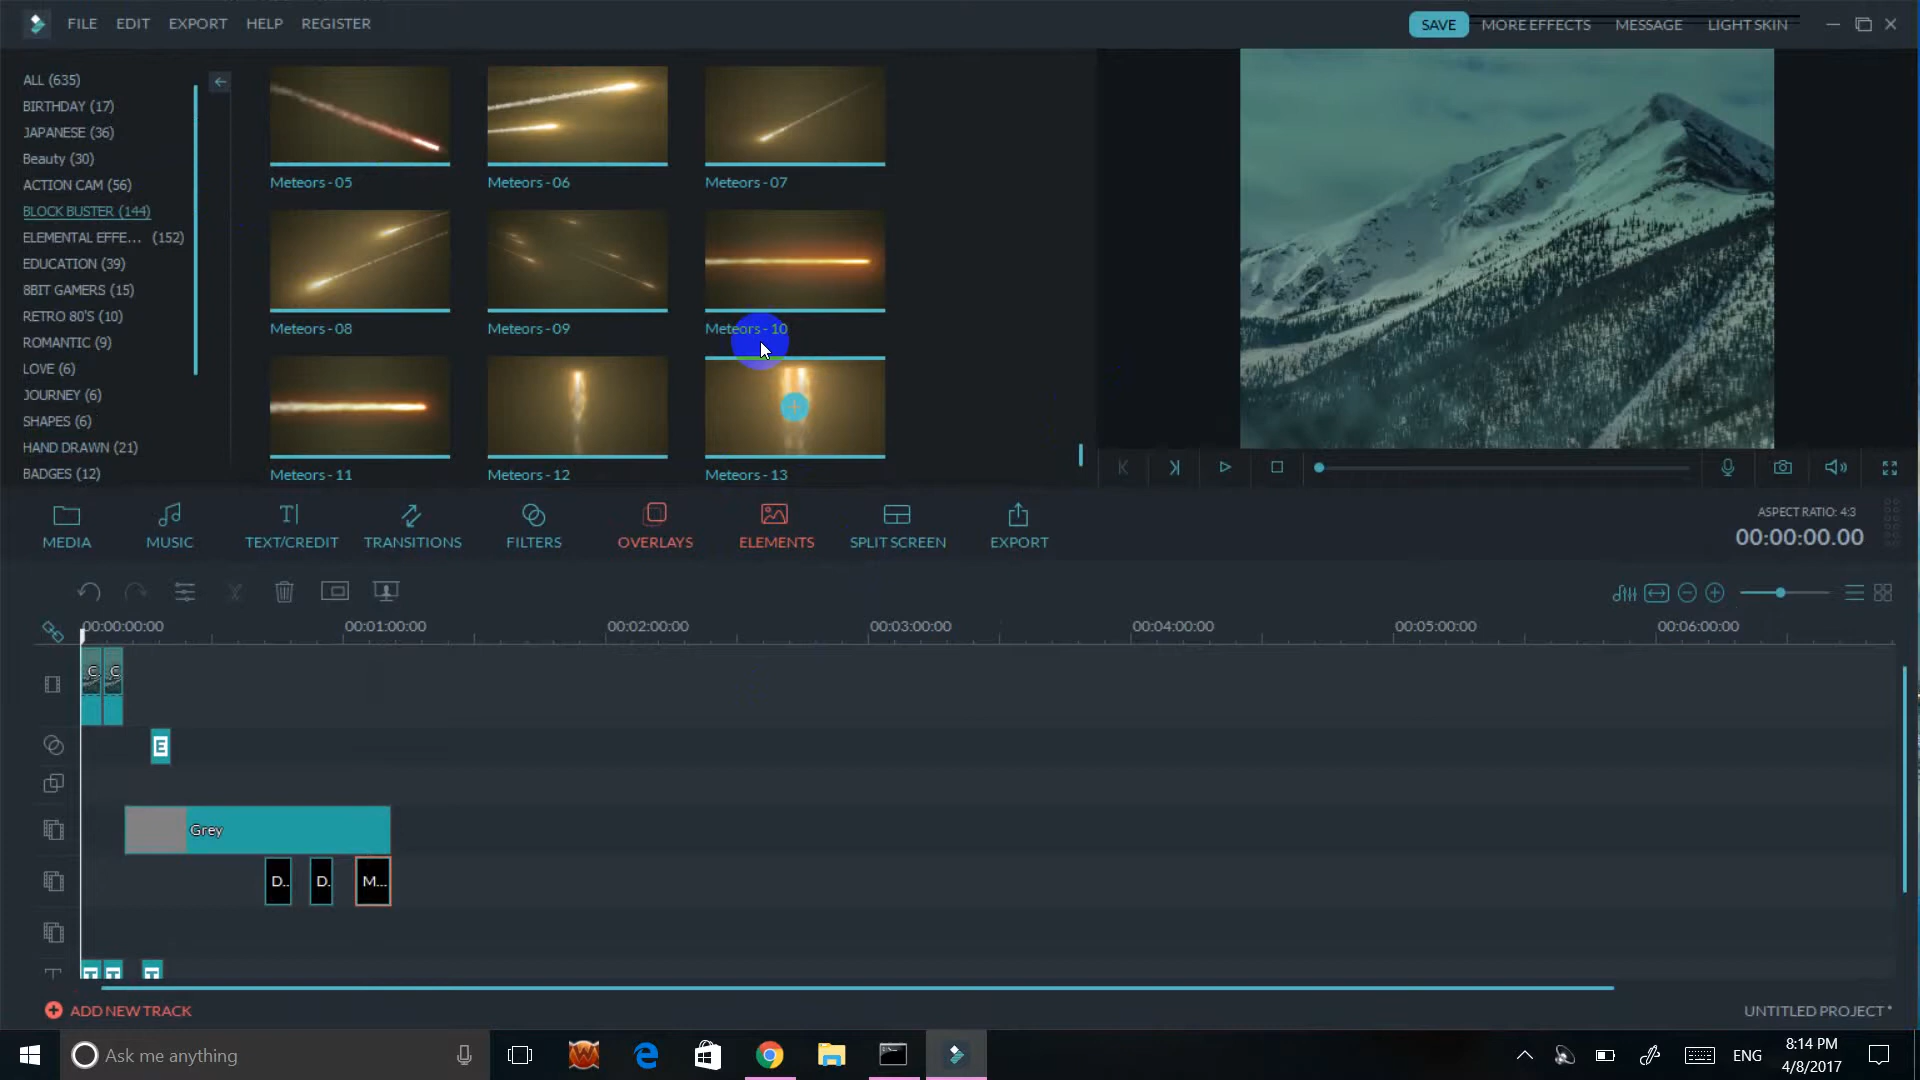 FILE EDIT EXPORT HELP REGISTER
SAVE MORE EFFECTS MESSAGE LIGHT SKIN
ALL (635)
BIRTHDAY (17)
JAPANESE (36)
Beauty (30)
ACTION CAM (56)
BLOCK BUSTER (144)
ELEMENTAL EFFE... (152)
EDUCATION (39)
8BIT GAMERS (15)
RETRO 80'S (10)
ROMANTIC (9)
LOVE (6)
JOURNEY (6)
SHAPES (6)
HAND DRAWN (21)
BADGES (12)
Meteors - 05 Meteors - 06 Meteors - 07
Meteors - 08 Meteors - 09 Meteors - 10
Meteors - 11 Meteors - 12 Meteors - 13
MEDIA MUSIC TEXT/CREDIT TRANSITIONS FILTERS OVERLAYS ELEMENTS SPLIT SCREEN EXPORT
ASPECT RATIO: 4:3
00:00:00.00
00:00:00:00 00:01:00:00 00:02:00:00 00:03:00:00 00:04:00:00 00:05:00:00 00:06:00:00
C. C
E
Grey
D.. D. M...
T T T
ADD NEW TRACK
UNTITLED PROJECT *
Ask me anything
ENG
8:14 PM
4/8/2017